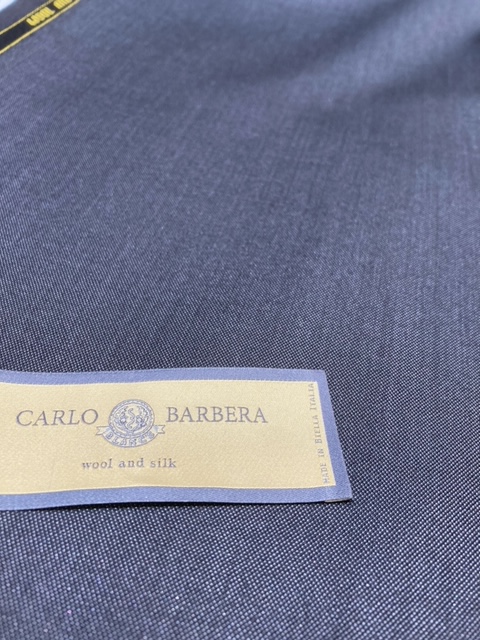 CARLO BARBERA
wool and silk
MADE IN BIELLA ITALIA